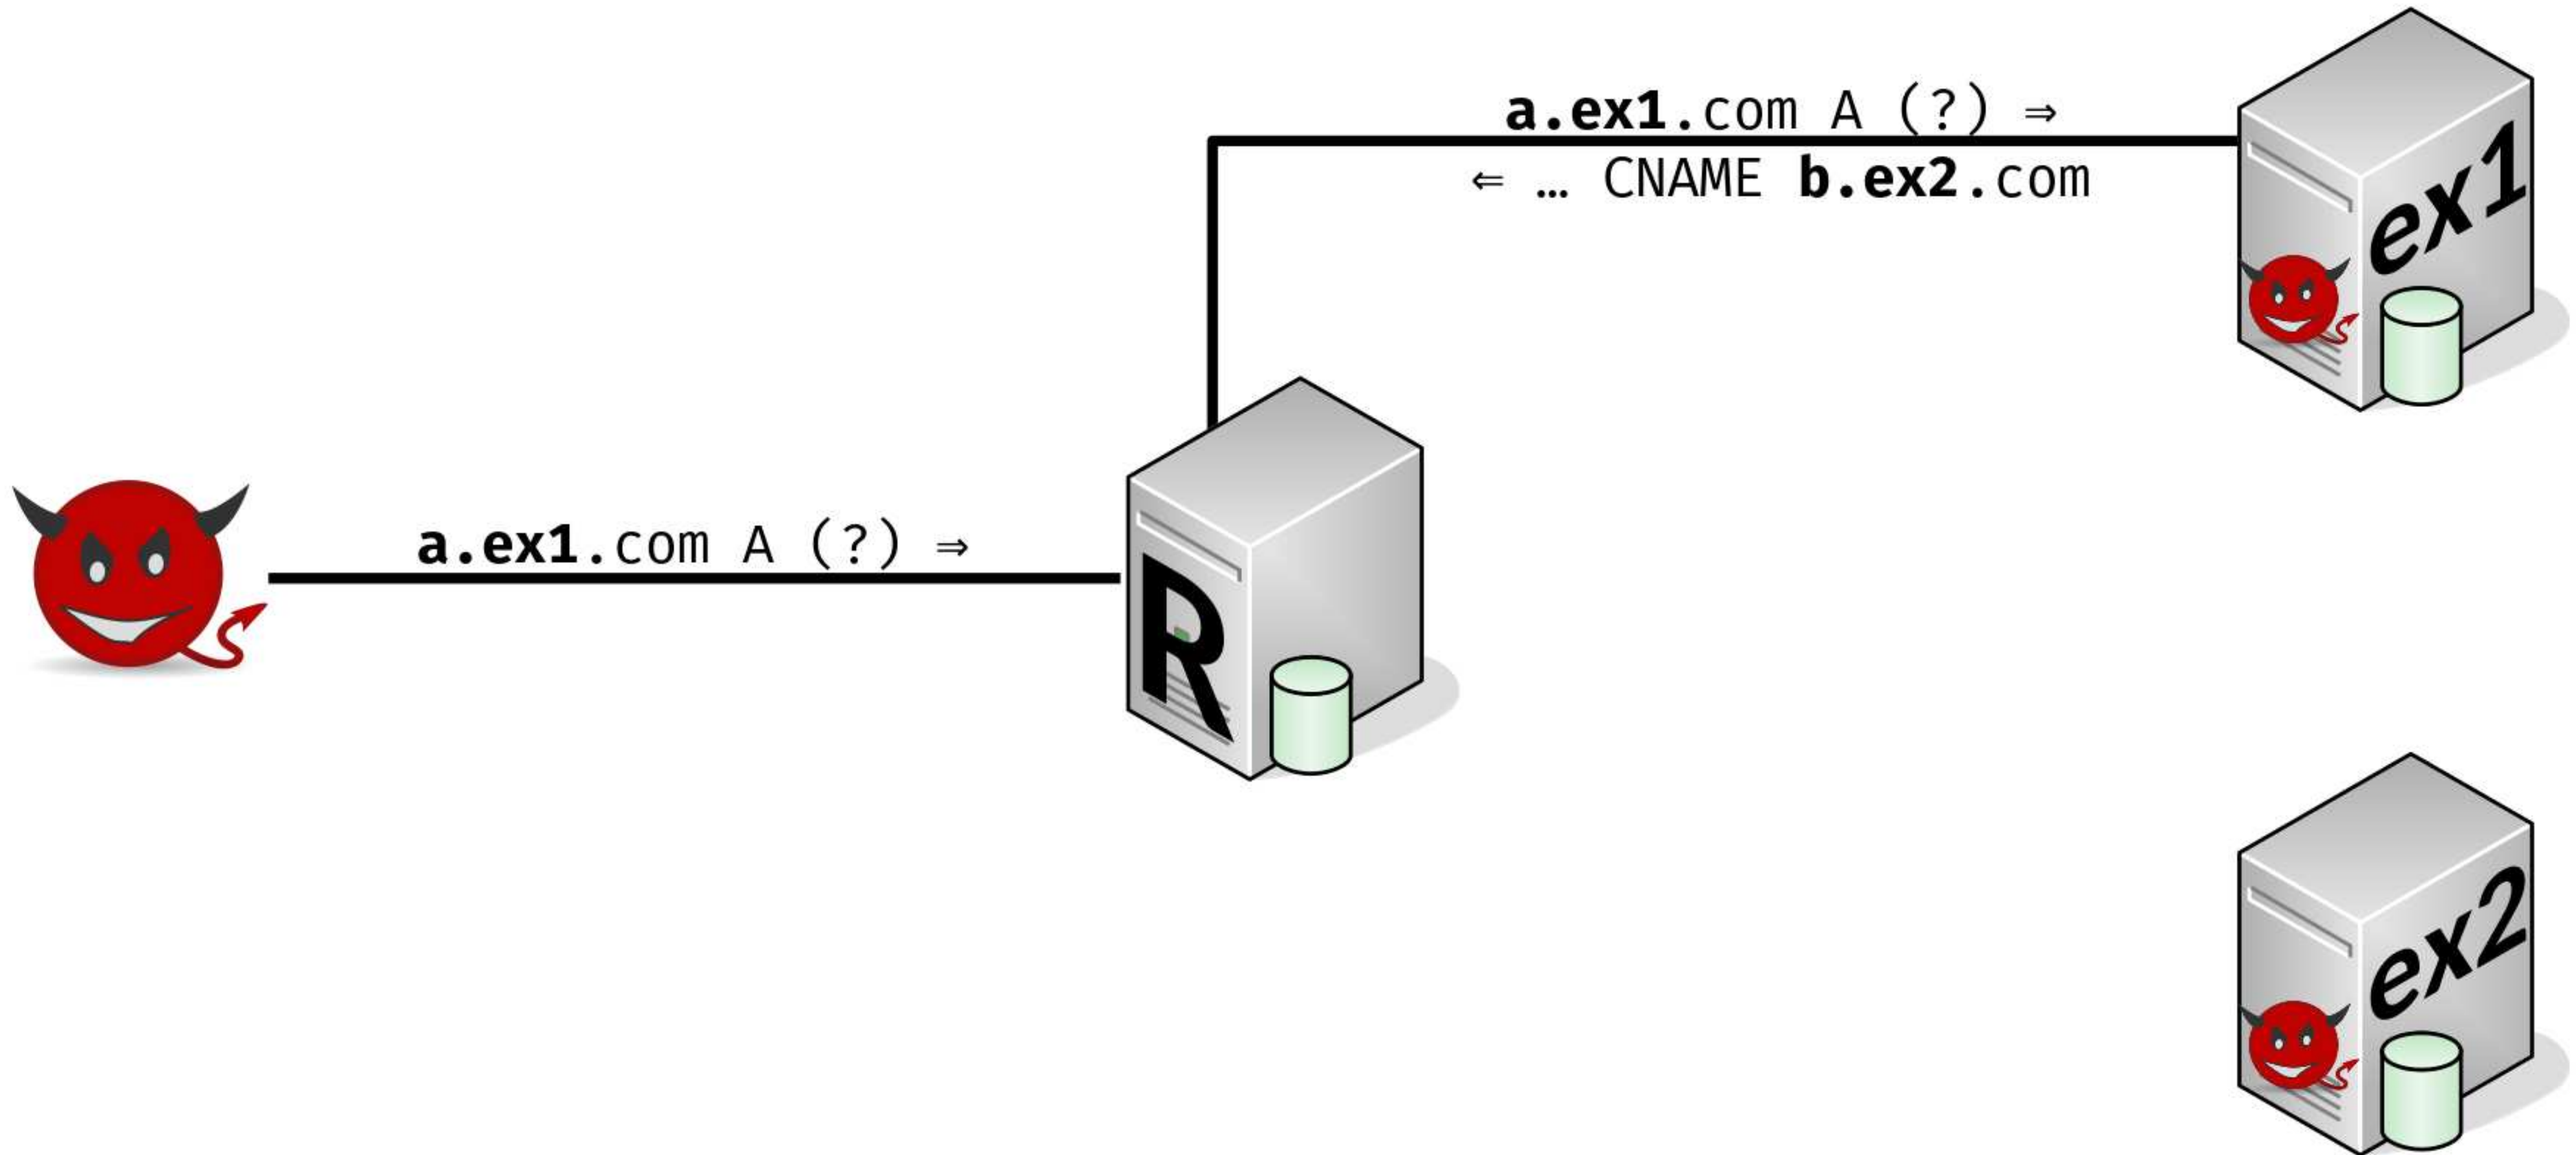 a.ex1.com A (?) ⇒
⇐ … CNAME b.ex2.com
ex1
a.ex1.com A (?) ⇒
R
ex2